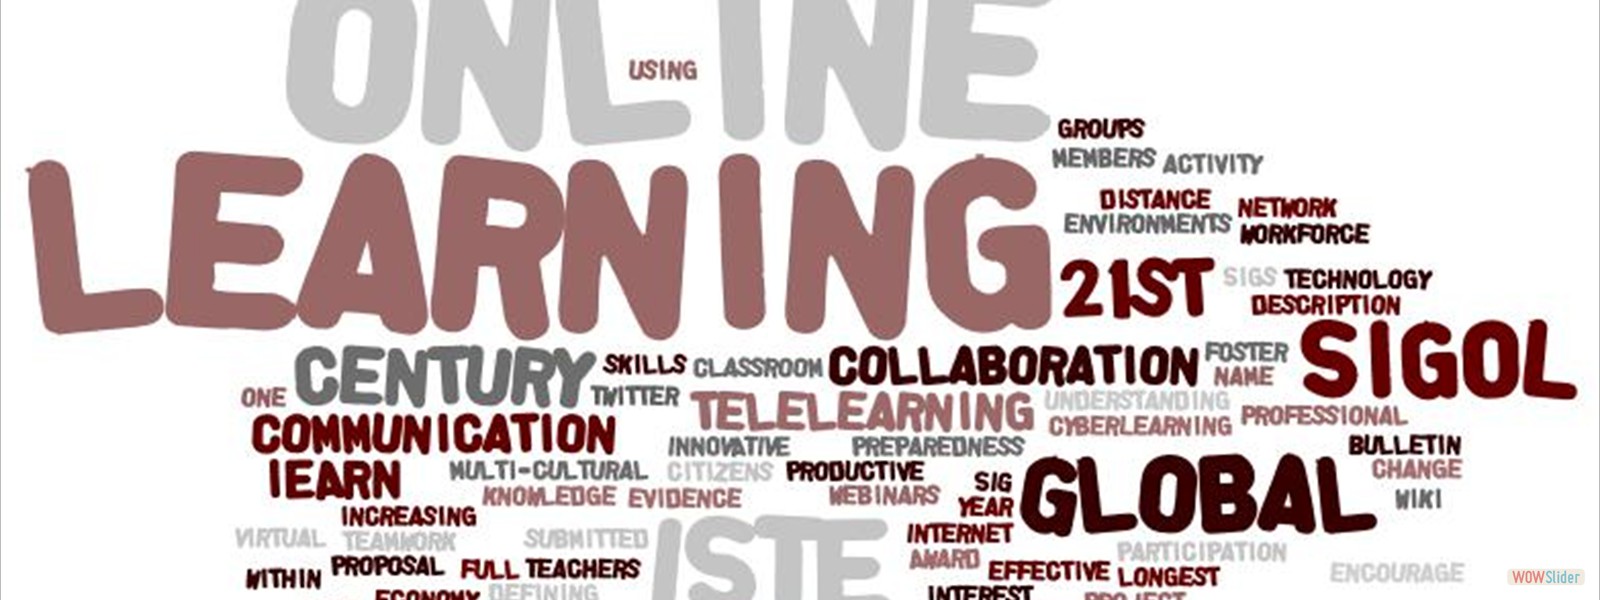 ONLINE
USING
LEARNING
GROUPS
MEMBERS ACTIVITY
DISTANCE NETWORK
ENVIRONMENTS WORKFORCE
21ST SIGS TECHNOLOGY
DESCRIPTION
SIGOL
CENTURY SKILLS CLASSROOM COLLABORATION FOSTER
NAME
ONE TWITTER TELELEARNING UNDERSTANDING
CYBERLEARNING PROFESSIONAL
COMMUNICATION INNOVATIVE PREPAREDNESS BULLETIN
IEARN MULTI-CULTURAL CITIZENS PRODUCTIVE SIG GLOBAL CHANGE
KNOWLEDGE EVIDENCE WEBINARS YEAR WIKI
INCREASING
VIRTUAL TEAMWORK SUBMITTED ISTE INTERNET
AWARD PARTICIPATION
WITHIN PROPOSAL FULL TEACHERS EFFECTIVE LONGEST ENCOURAGE
ECONOMY DEFINING INTEREST PROJECT
WOWSlider